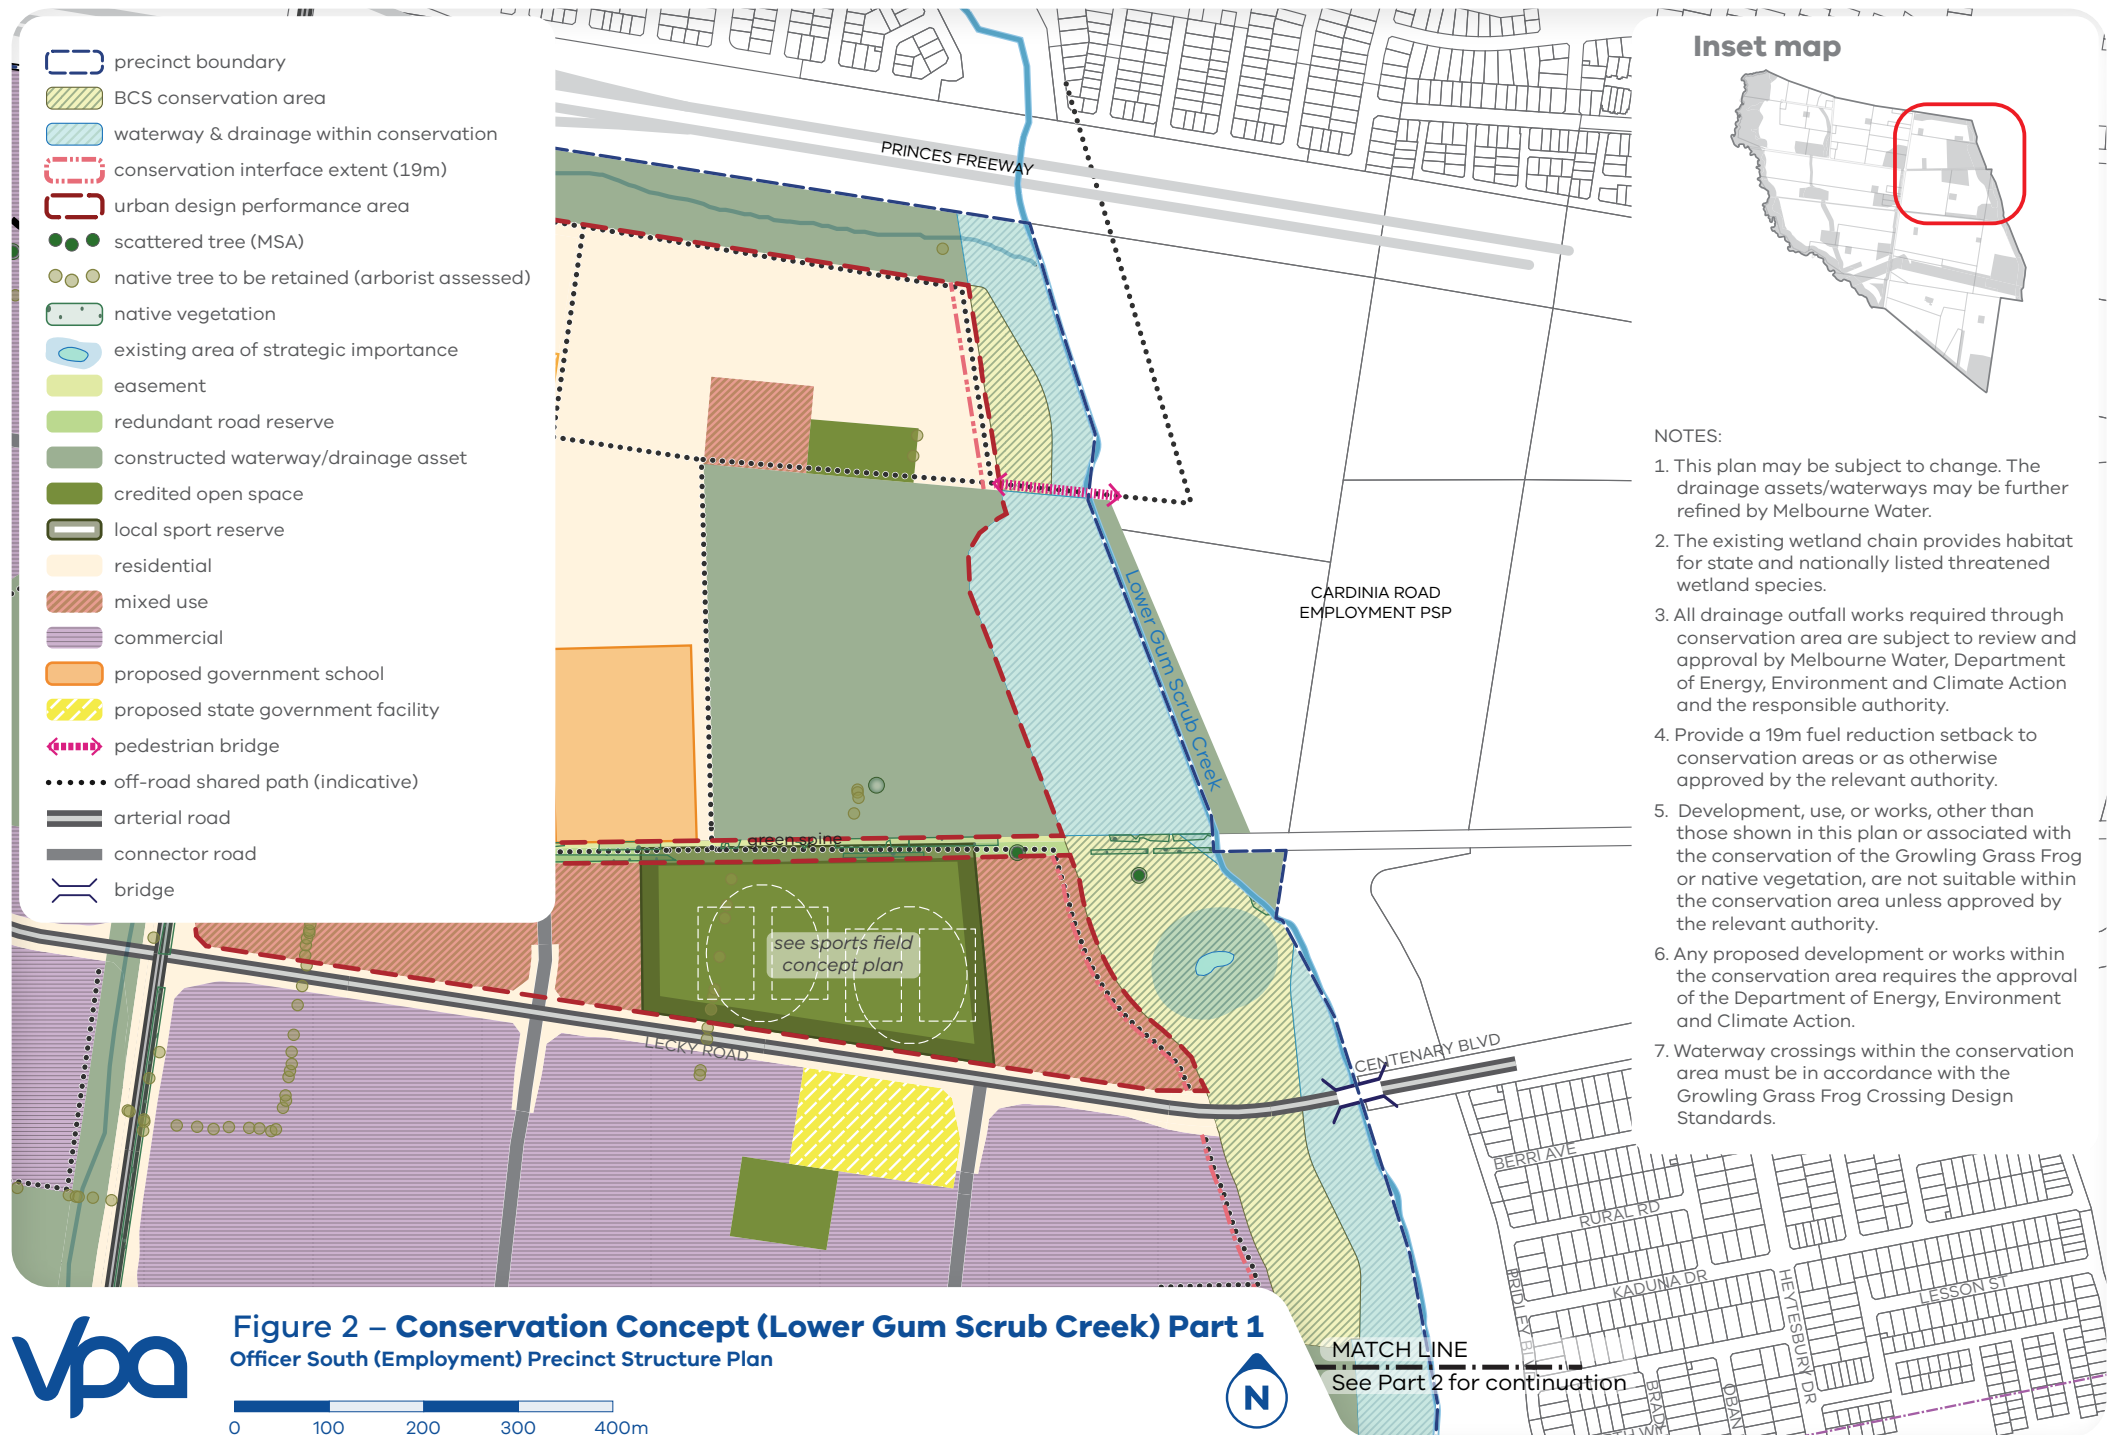 precinct boundary
BCS conservation area
waterway & drainage within conservation
conservation interface extent (19m)
urban design performance area
scattered tree (MSA)
native tree to be retained (arborist assessed)
native vegetation
existing area of strategic importance
easement
redundant road reserve
constructed waterway/drainage asset
credited open space
local sport reserve
residential
mixed use
commercial
proposed government school
proposed state government facility
pedestrian bridge
off-road shared path (indicative)
arterial road
connector road
bridge
PRINCES FREEWAY
CARDINIA ROAD
EMPLOYMENT PSP
Lower Gum Scrub Creek
green spine
see sports field
concept plan
LECKY ROAD
CENTENARY BLVD
BERRI AVE
RURAL RD
KADUNA DR
LESSON ST
HEYTESBURY DR
OBAN
Inset map
NOTES:
1. This plan may be subject to change. The
drainage assets/waterways may be further
refined by Melbourne Water.
2. The existing wetland chain provides habitat
for state and nationally listed threatened
wetland species.
3. All drainage outfall works required through
conservation area are subject to review and
approval by Melbourne Water, Department
of Energy, Environment and Climate Action
and the responsible authority.
4. Provide a 19m fuel reduction setback to
conservation areas or as otherwise
approved by the relevant authority.
5. Development, use, or works, other than
those shown in this plan or associated with
the conservation of the Growling Grass Frog
or native vegetation, are not suitable within
the conservation area unless approved by
the relevant authority.
6. Any proposed development or works within
the conservation area requires the approval
of the Department of Energy, Environment
and Climate Action.
7. Waterway crossings within the conservation
area must be in accordance with the
Growling Grass Frog Crossing Design
Standards.
vpa
Figure 2 – Conservation Concept (Lower Gum Scrub Creek) Part 1
Officer South (Employment) Precinct Structure Plan
0 100 200 300 400m
N
MATCH LINE
See Part 2 for continuation